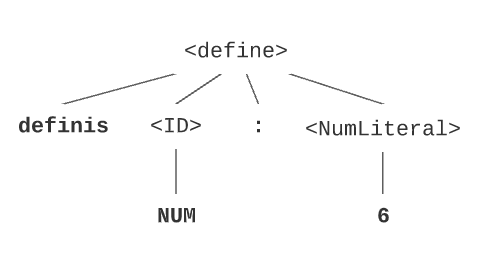 <define>
definis <ID> : <NumLiteral>
NUM 6